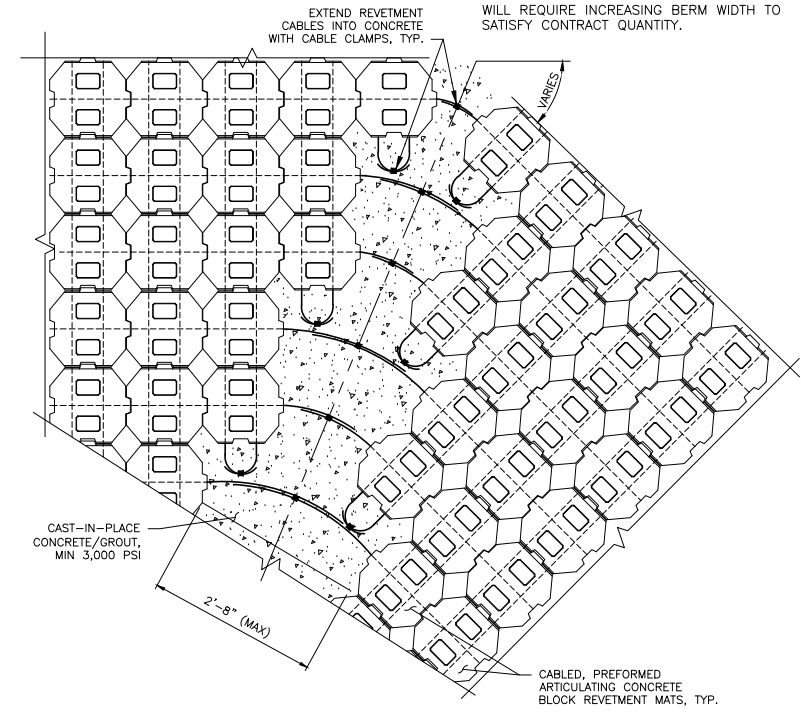 EXTEND REVETMENT
CABLES INTO CONCRETE
WITH CABLE CLAMPS, TYP.
WILL REQUIRE INCREASING BERM WIDTH TO
SATISFY CONTRACT QUANTITY.
VARIES
CAST-IN-PLACE
CONCRETE/GROUT,
MIN 3,000 PSI
2'-8" (MAX)
CABLED, PREFORMED
ARTICULATING CONCRETE
BLOCK REVETMENT MATS, TYP.